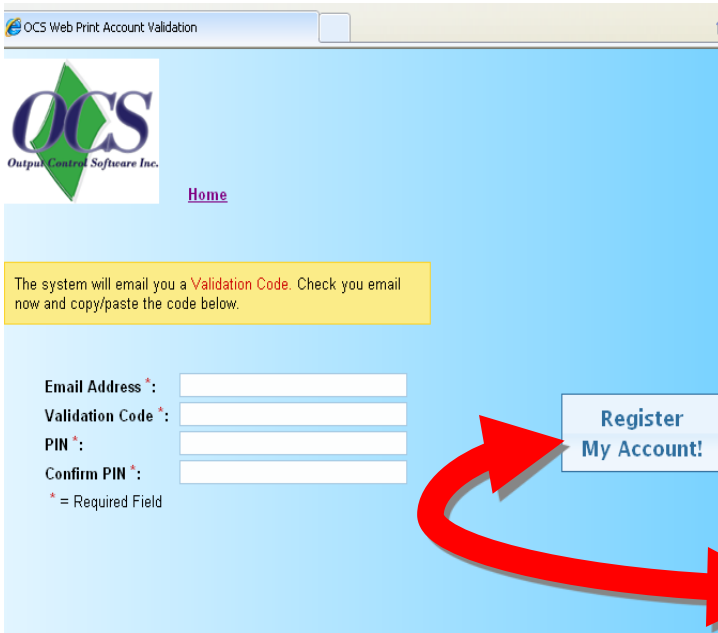 OCS Web Print Account Validation
OCS
Output Control Software Inc.
Home
The system will email you a Validation Code. Check you email
now and copy/paste the code below.
Email Address *:
Validation Code *:
PIN *:
Confirm PIN *:
* = Required Field
Register
My Account!